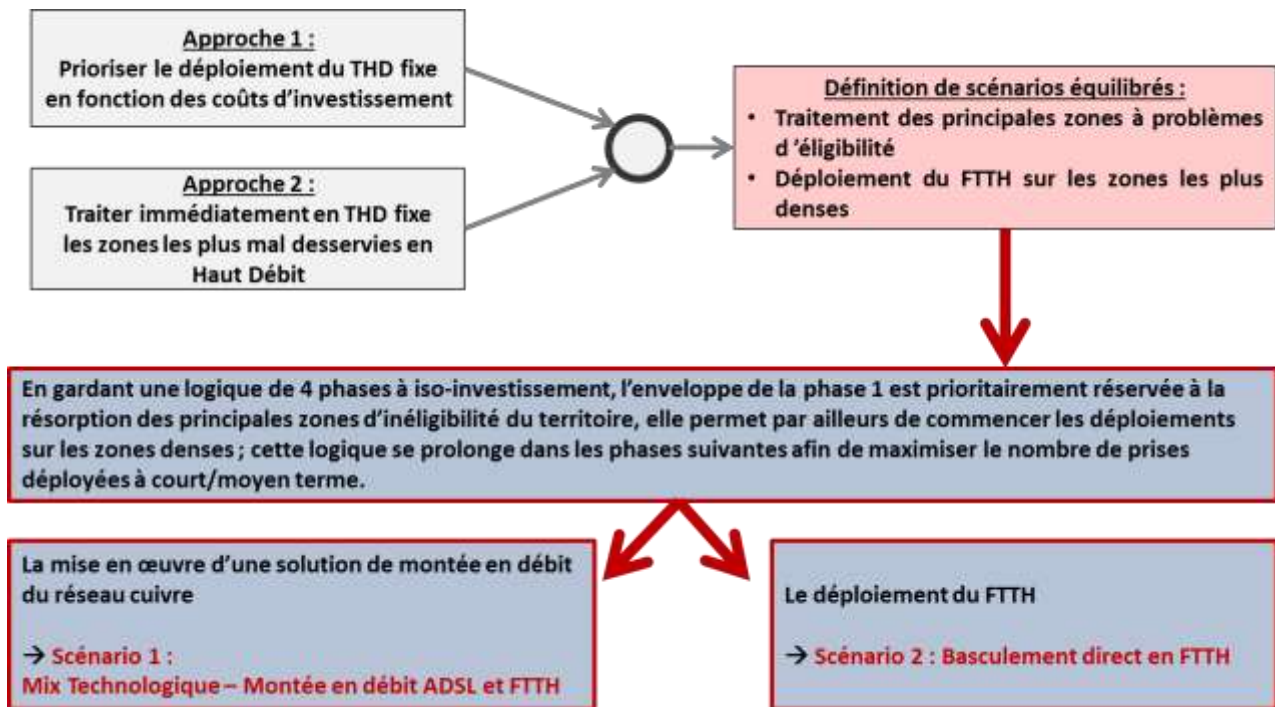 Approche 1 :
Prioriser le déploiement du THD fixe
en fonction des coûts d'investissement
Approche 2 :
Traiter immédiatement en THD fixe
les zones les plus mal desservies en
Haut Débit
Définition de scénarios équilibrés :
• Traitement des principales zones à problèmes
d 'éligibilité
• Déploiement du FTTH sur les zones les plus
denses
En gardant une logique de 4 phases à iso-investissement, l'enveloppe de la phase 1 est prioritairement réservée à la
résorption des principales zones d'inéligibilité du territoire, elle permet par ailleurs de commencer les déploiements
sur les zones denses ; cette logique se prolonge dans les phases suivantes afin de maximiser le nombre de prises
déployées à court/moyen terme.
La mise en œuvre d'une solution de montée en débit
du réseau cuivre
→ Scénario 1 :
Mix Technologique – Montée en débit ADSL et FTTH
Le déploiement du FTTH
→ Scénario 2 : Basculement direct en FTTH